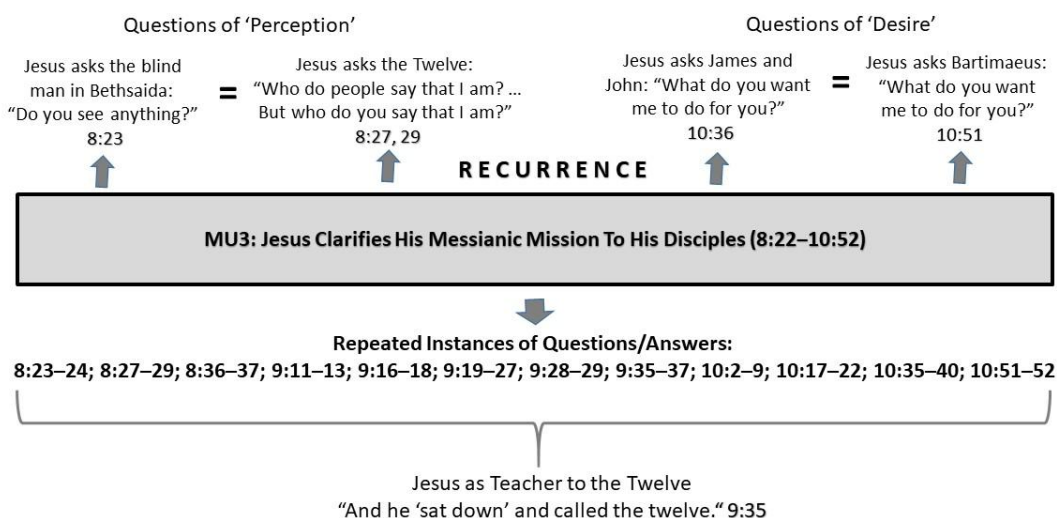 Questions of ‘Perception’
Jesus asks the blind
man in Bethsaida:
“Do you see anything?”
8:23
=
Jesus asks the Twelve:
“Who do people say that I am? ...
But who do you say that I am?”
8:27, 29
Questions of ‘Desire’
Jesus asks James and
John: “What do you want
me to do for you?”
10:36
=
Jesus asks Bartimaeus:
“What do you want
me to do for you?”
10:51
RECURRENCE
MU3: Jesus Clarifies His Messianic Mission To His Disciples (8:22–10:52)
Repeated Instances of Questions/Answers:
8:23–24; 8:27–29; 8:36–37; 9:11–13; 9:16–18; 9:19–27; 9:28–29; 9:35–37; 10:2–9; 10:17–22; 10:35–40; 10:51–52
Jesus as Teacher to the Twelve
“And he ‘sat down’ and called the twelve.“ 9:35